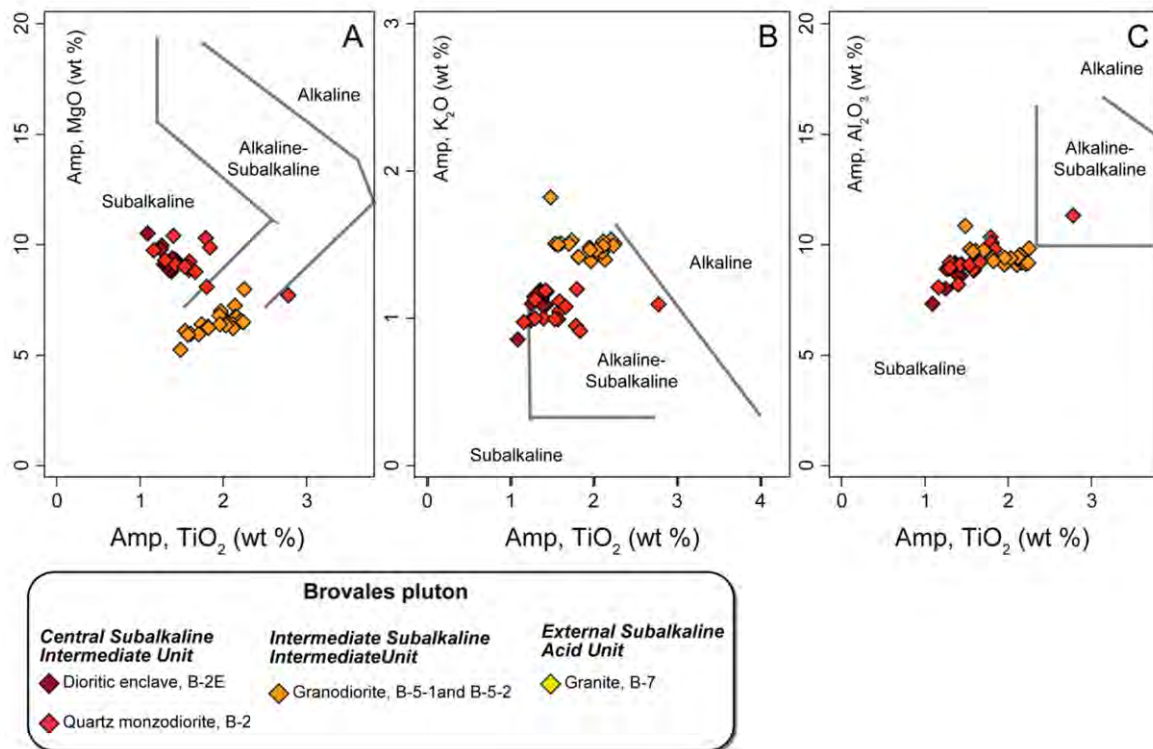 A
Amp, MgO (wt %)
20
15
10
5
0
Alkaline
Alkaline-
Subalkaline
Subalkaline
0 1 2 3
Amp, TiO₂ (wt %)
B
Amp, K₂O (wt %)
3
2
1
0
Alkaline
Alkaline-
Subalkaline
Subalkaline
0 1 2 3 4
Amp, TiO₂ (wt %)
C
Amp, Al₂O₃ (wt %)
20
15
10
5
0
Alkaline
Alkaline-
Subalkaline
Subalkaline
0 1 2 3
Amp, TiO₂ (wt %)
Brovales pluton
Central Subalkaline
Intermediate Unit
Dioritic enclave, B-2E
Quartz monzodiorite, B-2
Intermediate Subalkaline
IntermediateUnit
Granodiorite, B-5-1and B-5-2
External Subalkaline
Acid Unit
Granite, B-7